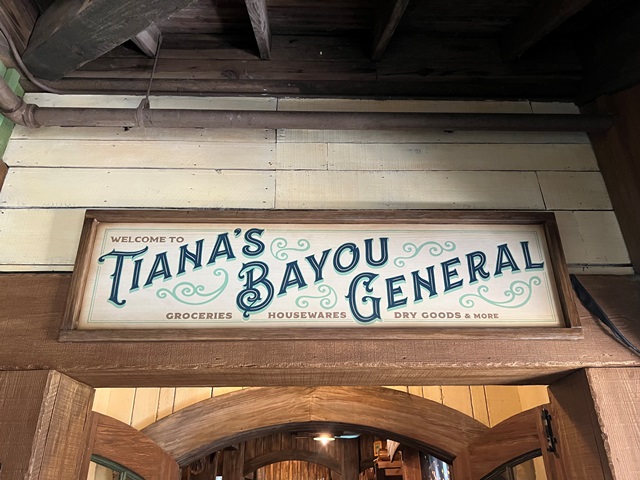 WELCOME TO
TIANA'S BAYOU GENERAL
GROCERIES HOUSEWARES DRY GOODS & MORE